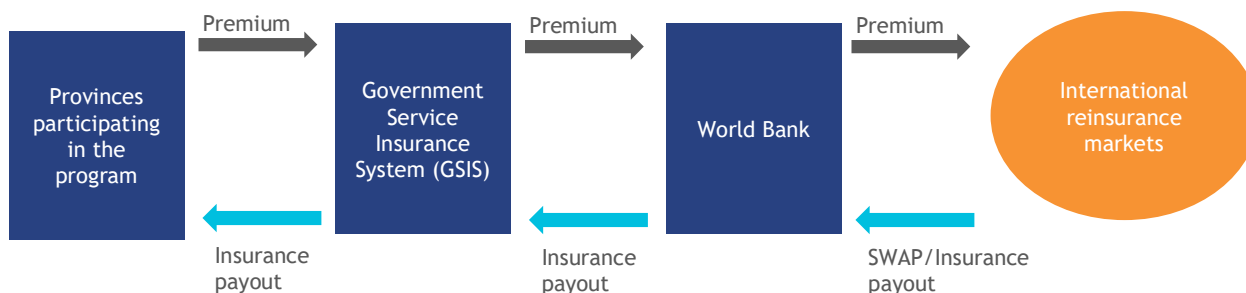 Premium
Premium
Premium
Provinces
participating
in the
program
Government
Service
Insurance
System (GSIS)
World Bank
International
reinsurance
markets
Insurance
payout
Insurance
payout
SWAP/Insurance
payout